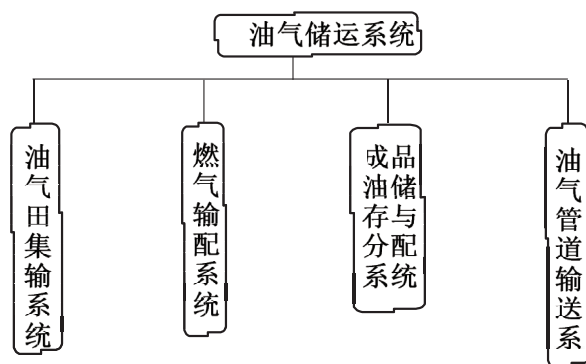 油气储运系统
油气田集输系统
燃气输配系统
成品
油储
存与
分配
系统
油气管道输送系